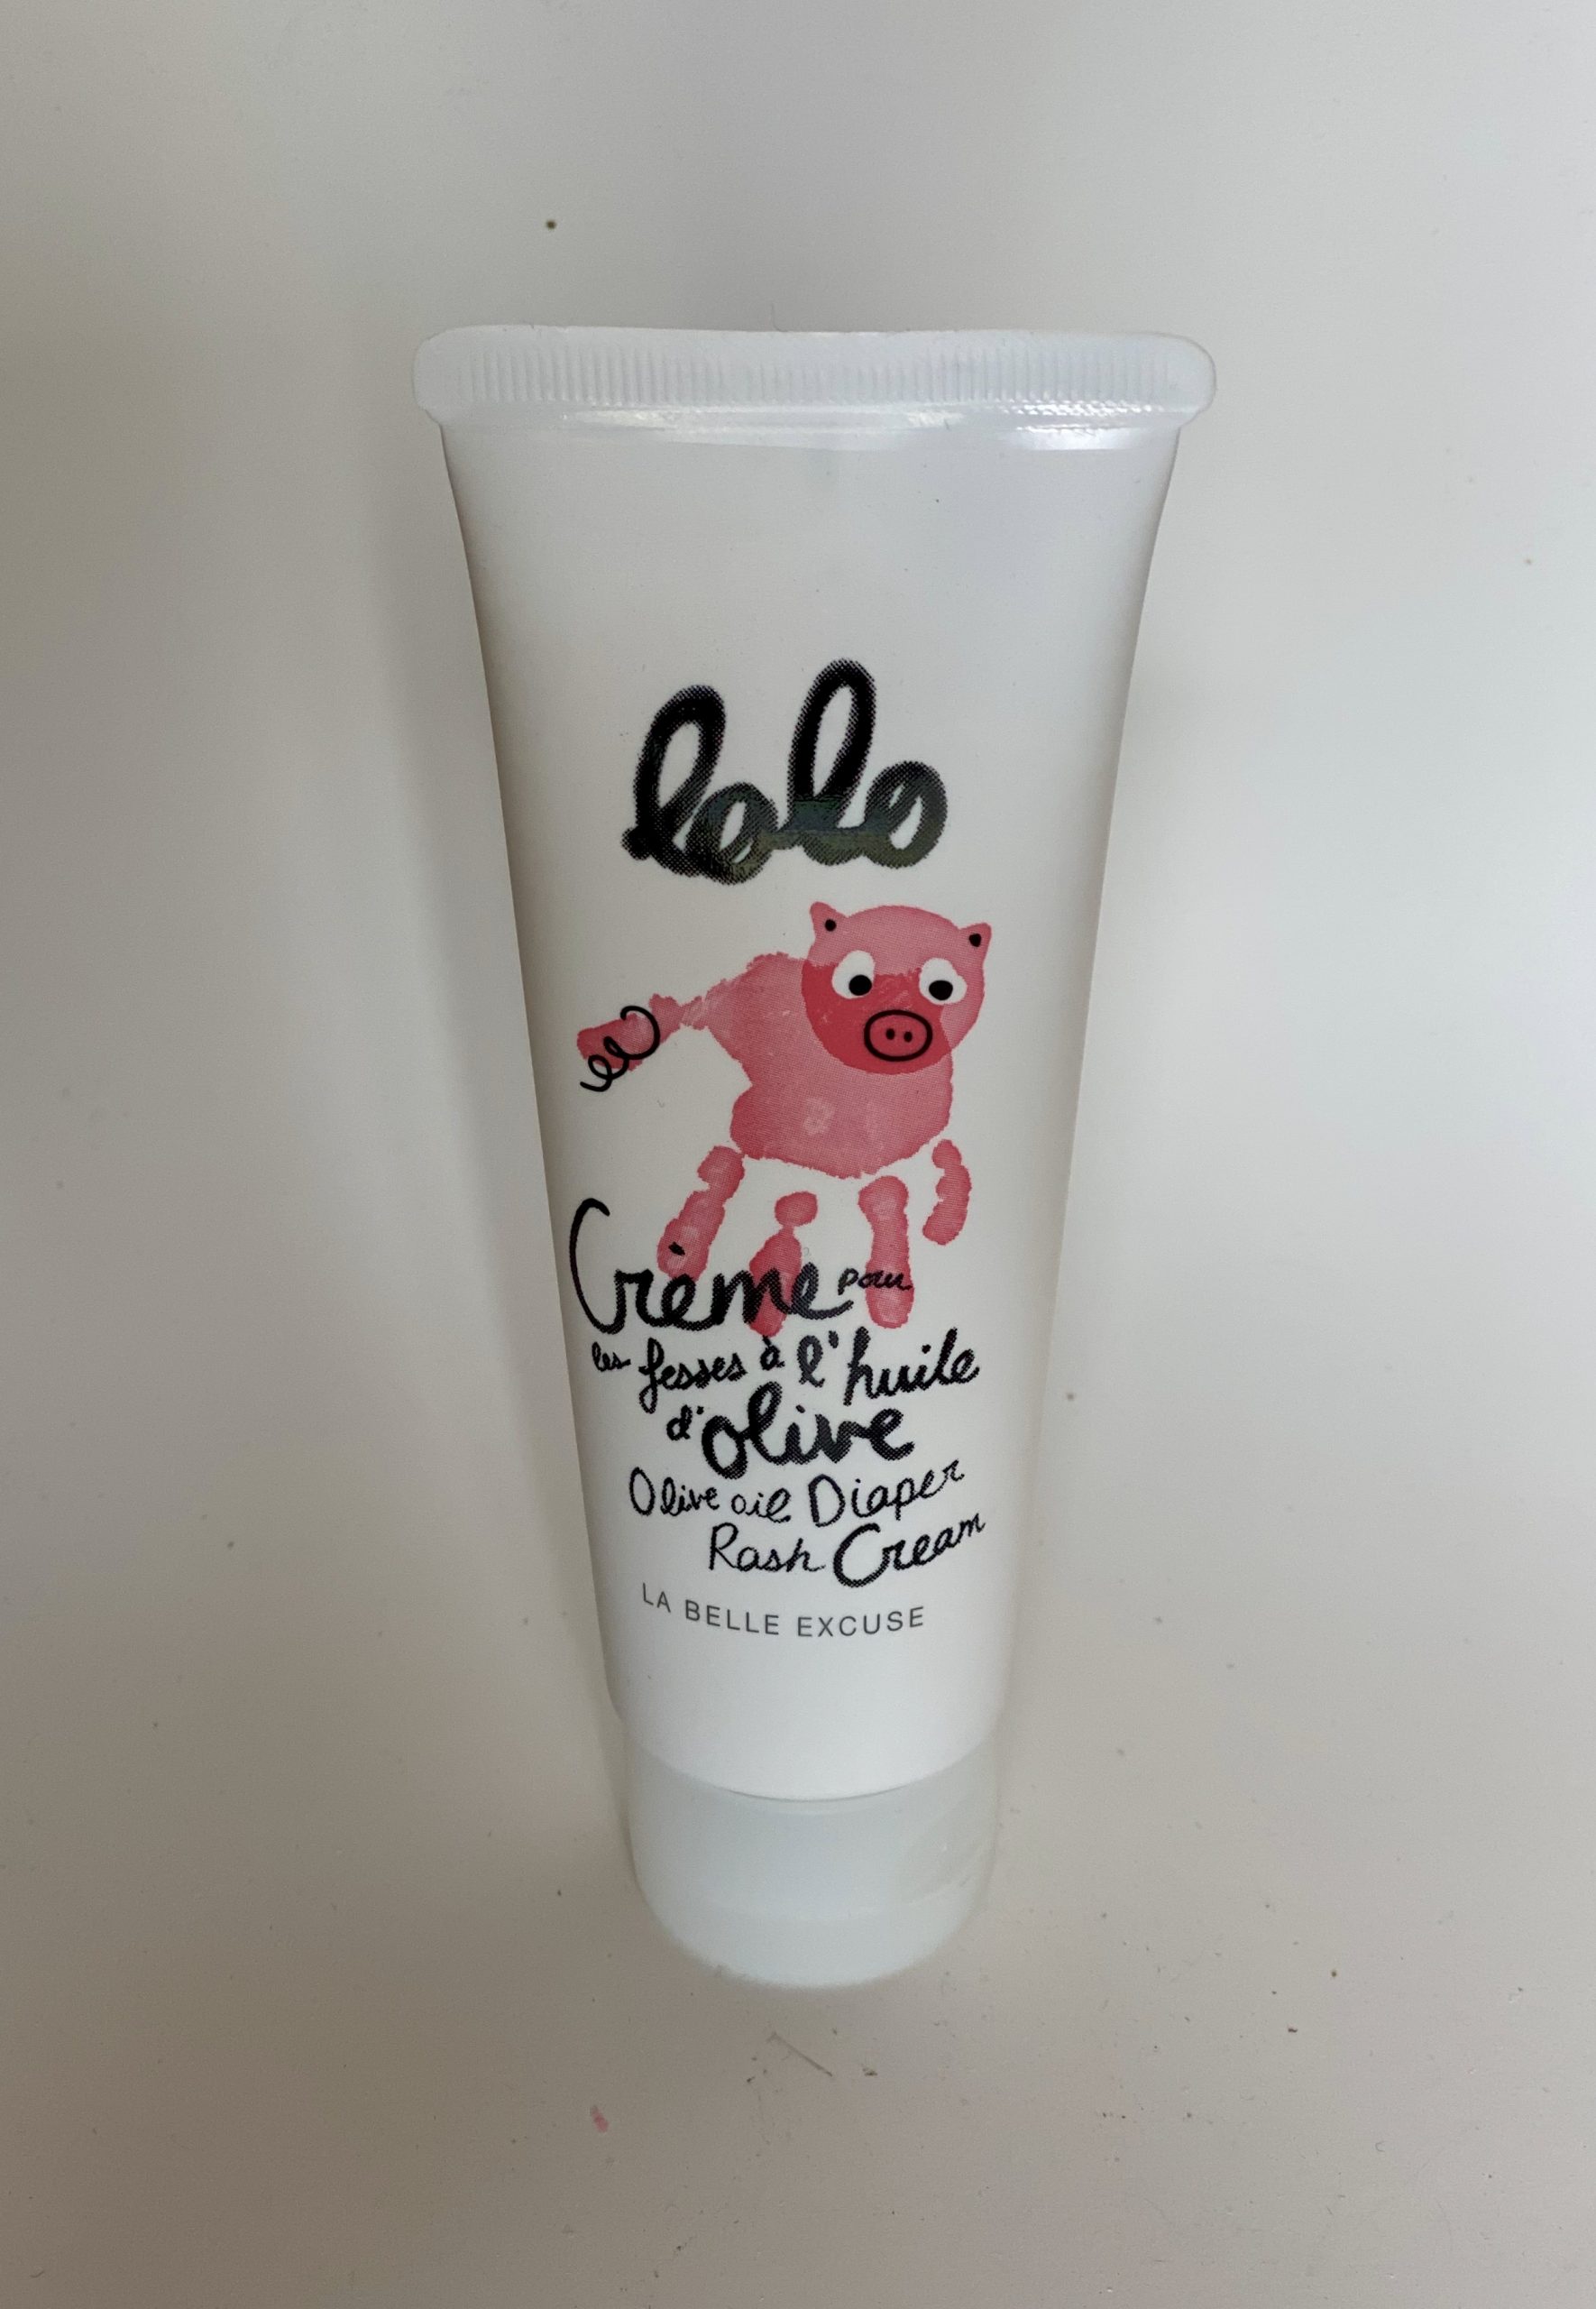 lolo
Crème pour
les fesses à l'huile
d'olive
Olive oil Diaper
Rash Cream
LA BELLE EXCUSE